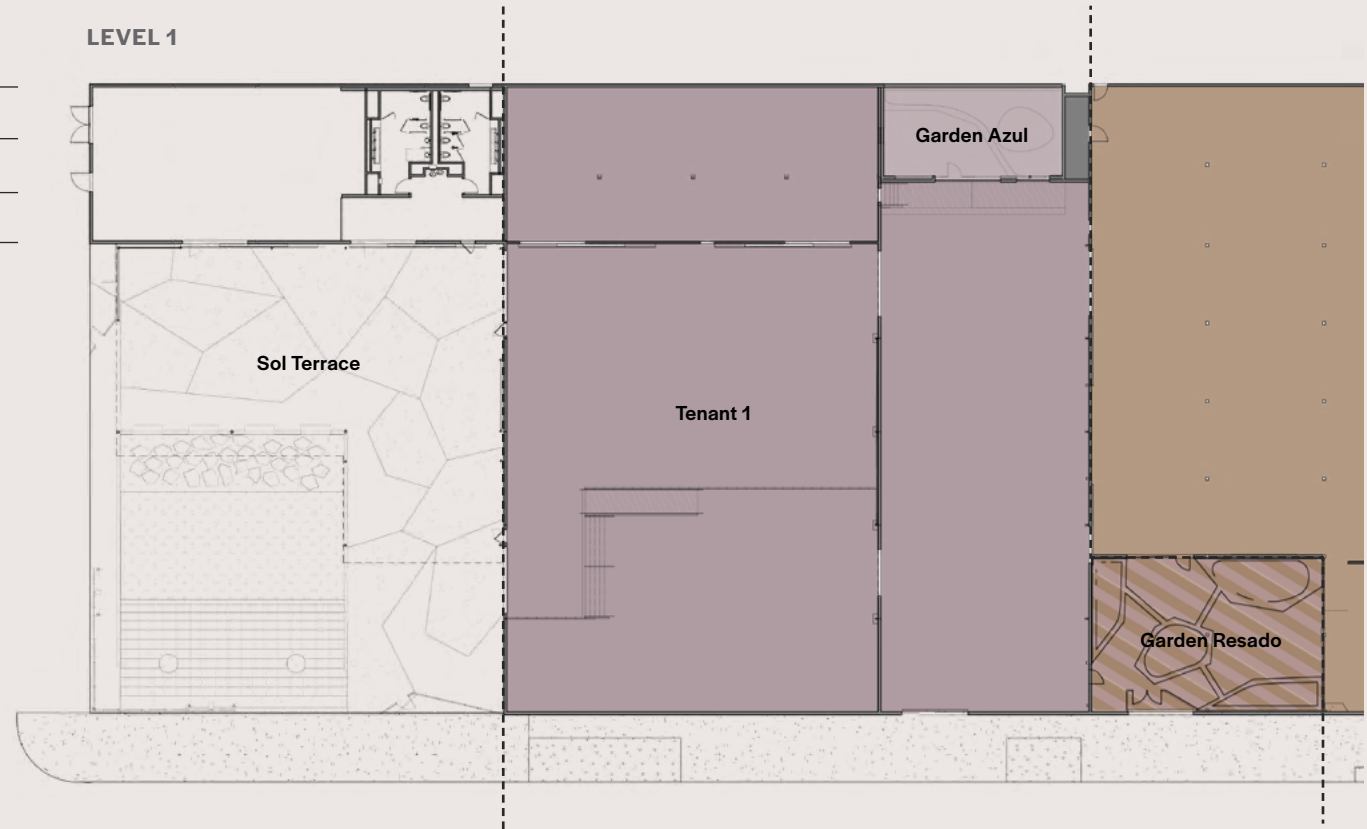 LEVEL 1
Garden Azul
Sol Terrace
Tenant 1
Garden Resado